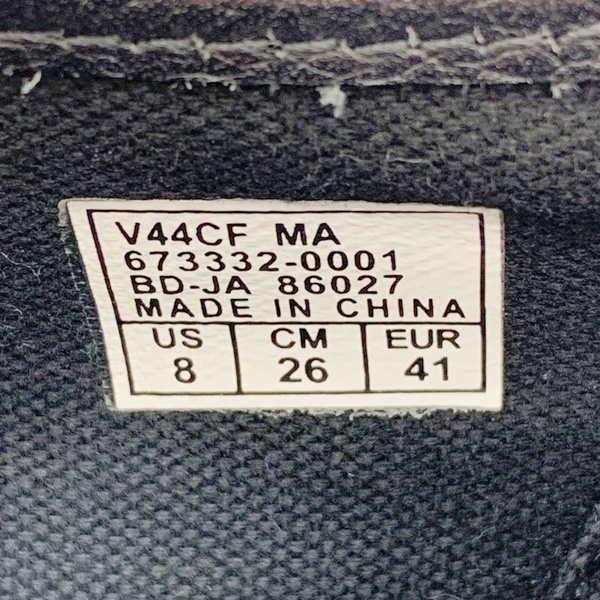 V44CF MA
673332-0001
BD-JA 86027
MADE IN CHINA
US CM EUR
8 26 41